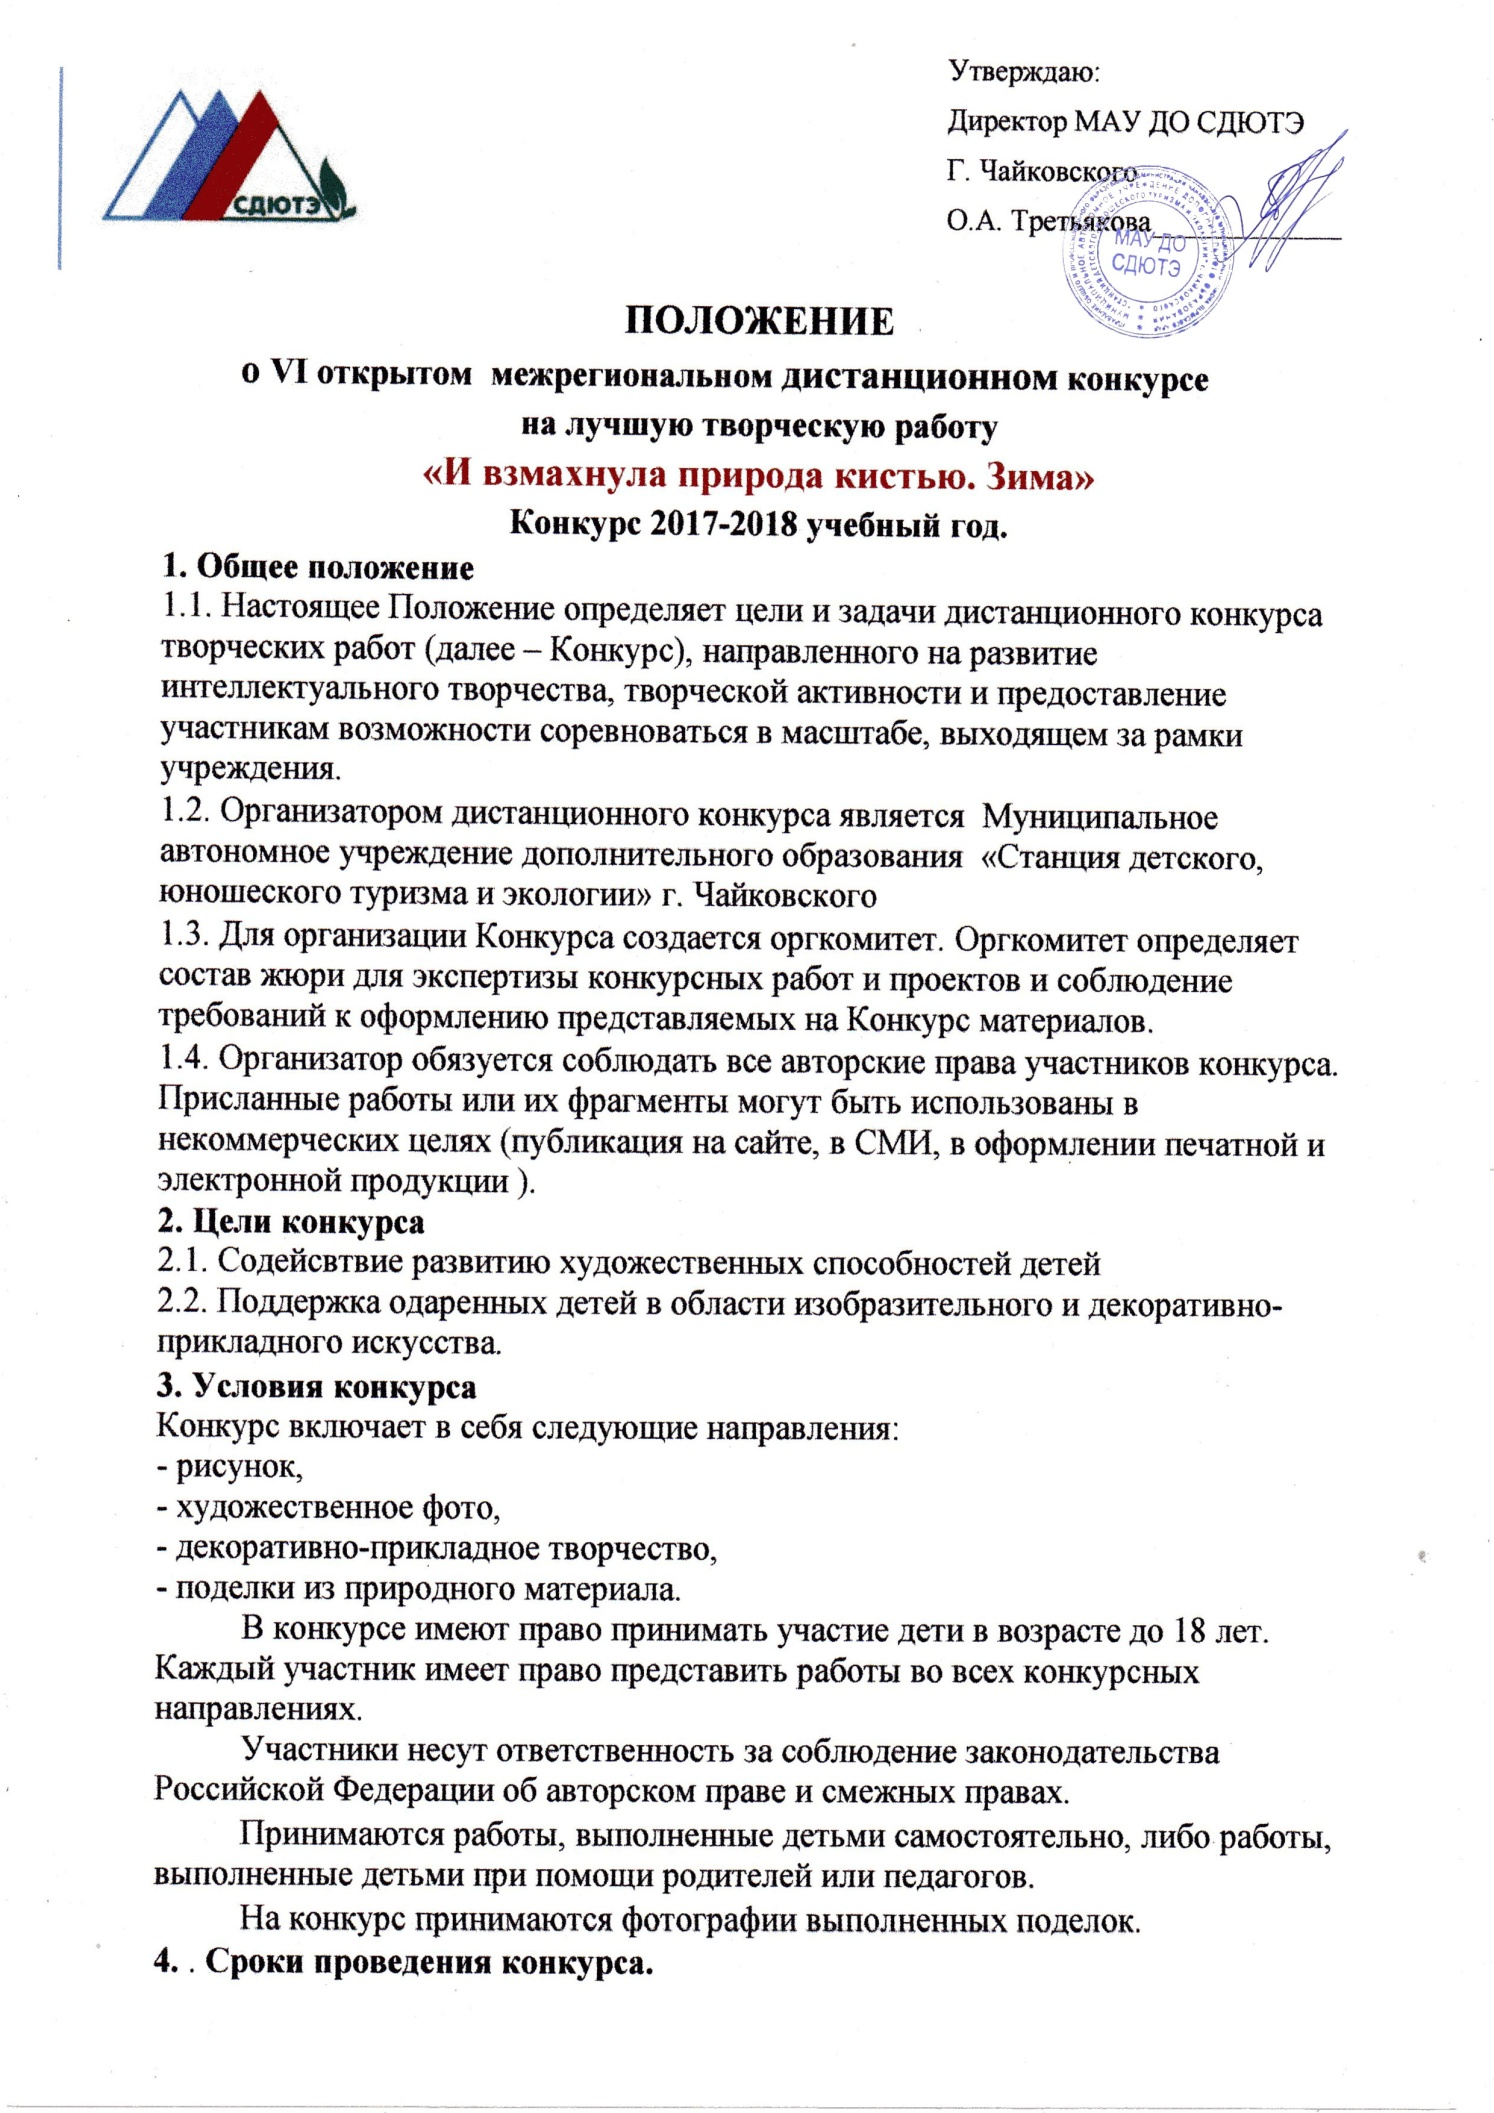 СДЮТЭ
Утверждаю:
Директор МАУ ДО СДЮТЭ
Г. Чайковского
О.А. Третьякова
МАУ ДО
СДЮТЭ
ПОЛОЖЕНИЕ
о VI открытом межрегиональном дистанционном конкурсе
на лучшую творческую работу
«И взмахнула природа кистью. Зима»
Конкурс 2017-2018 учебный год.
1. Общее положение
1.1. Настоящее Положение определяет цели и задачи дистанционного конкурса
творческих работ (далее – Конкурс), направленного на развитие
интеллектуального творчества, творческой активности и предоставление
участникам возможности соревноваться в масштабе, выходящем за рамки
учреждения.
1.2. Организатором дистанционного конкурса является Муниципальное
автономное учреждение дополнительного образования «Станция детского,
юношеского туризма и экологии» г. Чайковского
1.3. Для организации Конкурса создается оргкомитет. Оргкомитет определяет
состав жюри для экспертизы конкурсных работ и проектов и соблюдение
требований к оформлению представляемых на Конкурс материалов.
1.4. Организатор обязуется соблюдать все авторские права участников конкурса.
Присланные работы или их фрагменты могут быть использованы в
некоммерческих целях (публикация на сайте, в СМИ, в оформлении печатной и
электронной продукции ).
2. Цели конкурса
2.1. Содейсвтвие развитию художественных способностей детей
2.2. Поддержка одаренных детей в области изобразительного и декоративно-
прикладного искусства.
3. Условия конкурса
Конкурс включает в себя следующие направления:
- рисунок,
- художественное фото,
- декоративно-прикладное творчество,
- поделки из природного материала.
В конкурсе имеют право принимать участие дети в возрасте до 18 лет.
Каждый участник имеет право представить работы во всех конкурсных
направлениях.
Участники несут ответственность за соблюдение законодательства
Российской Федерации об авторском праве и смежных правах.
Принимаются работы, выполненные детьми самостоятельно, либо работы,
выполненные детьми при помощи родителей или педагогов.
На конкурс принимаются фотографии выполненных поделок.
4. . Сроки проведения конкурса.